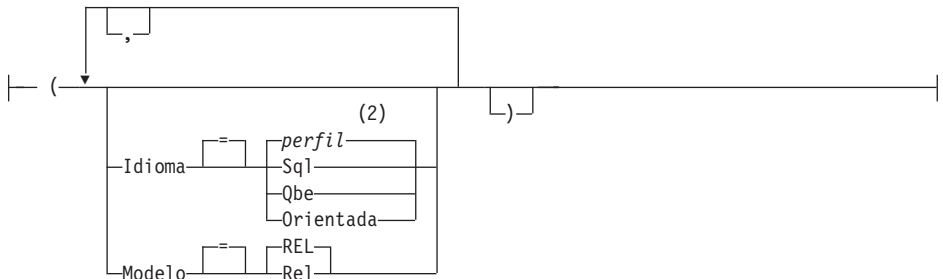 ,
(
(2)
)
= perfil
Idioma Sql
Qbe
Orientada
= REL
Modelo Rel